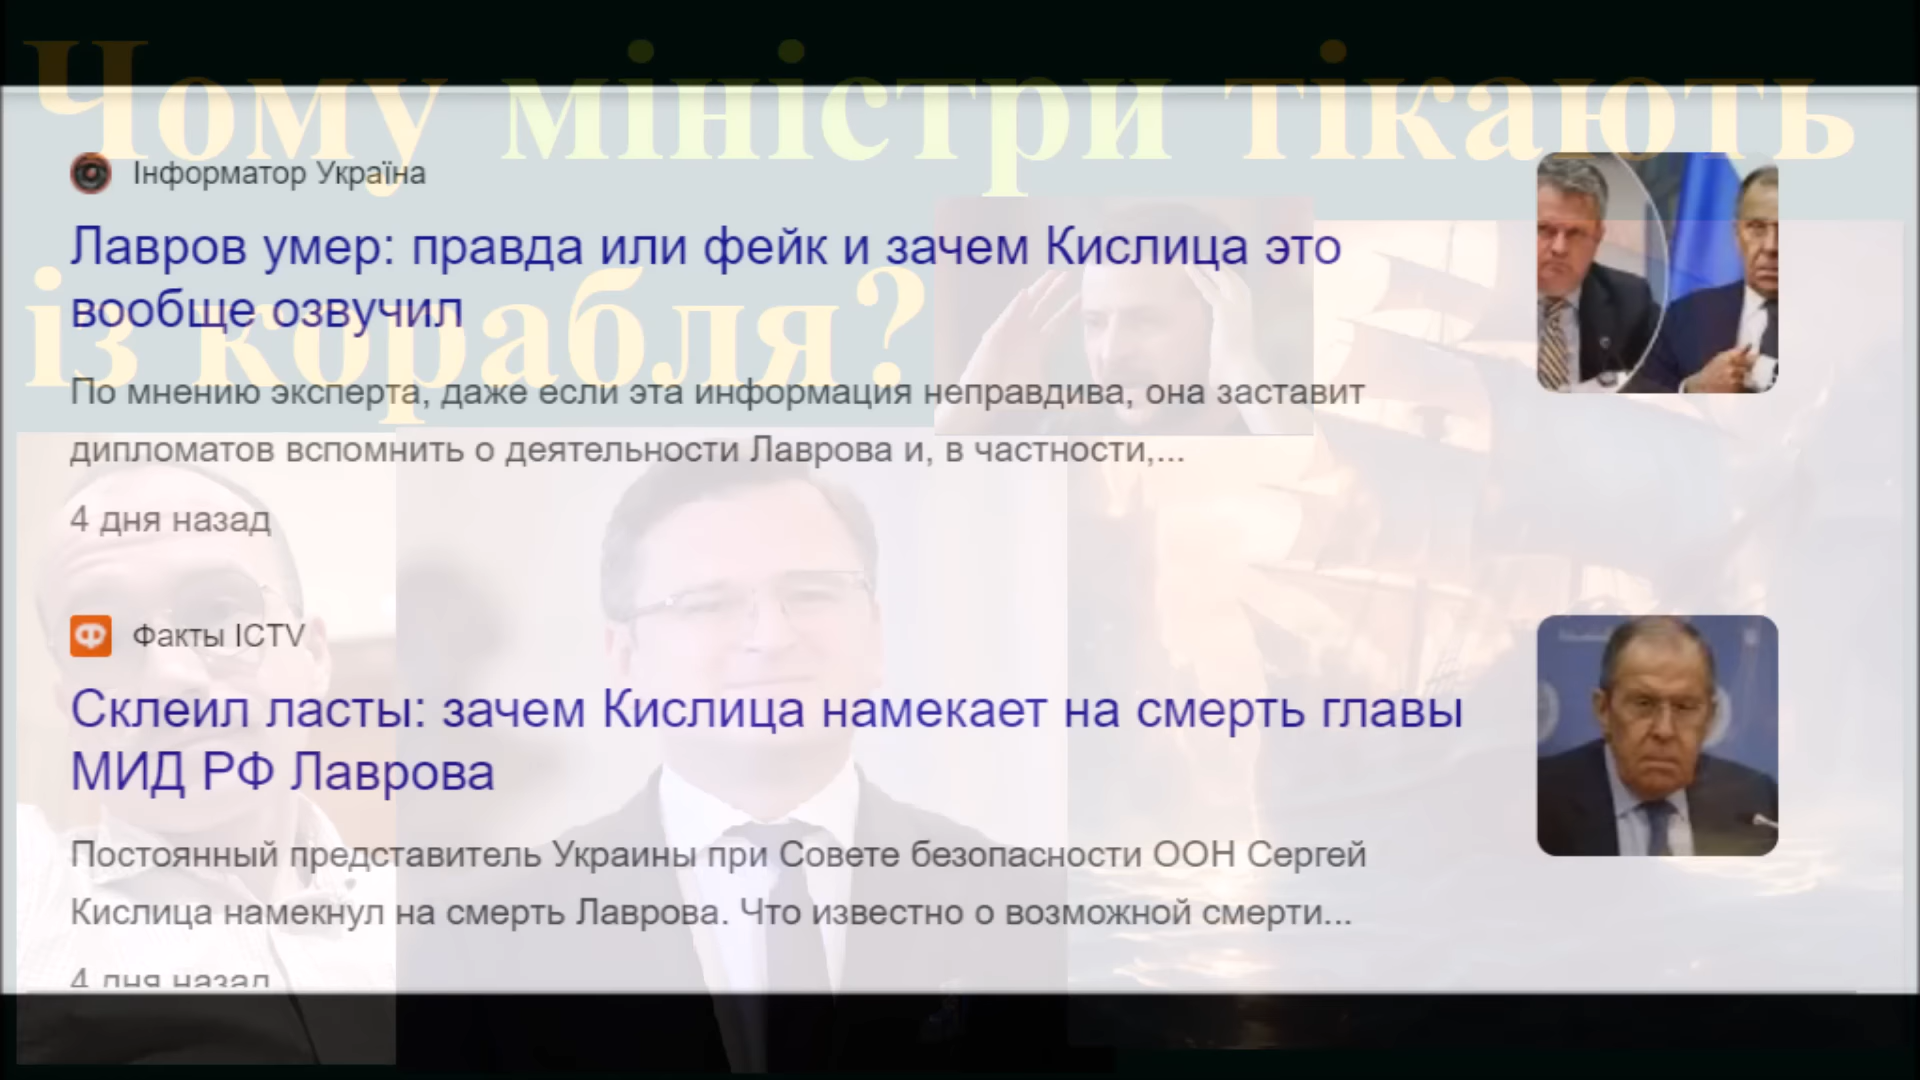 Чому міністри тікають
із корабля?
Інформатор Україна
Лавров умер: правда или фейк и зачем Кислица это
вообще озвучил
По мнению эксперта, даже если эта информация неправдива, она заставит
дипломатов вспомнить о деятельности Лаврова и, в частности,...
4 дня назад
Факты ICTV
Склеил ласты: зачем Кислица намекает на смерть главы
МИД РФ Лаврова
Постоянный представитель Украины при Совете безопасности ООН Сергей
Кислица намекнул на смерть Лаврова. Что известно о возможной смерти...
4 дня назад